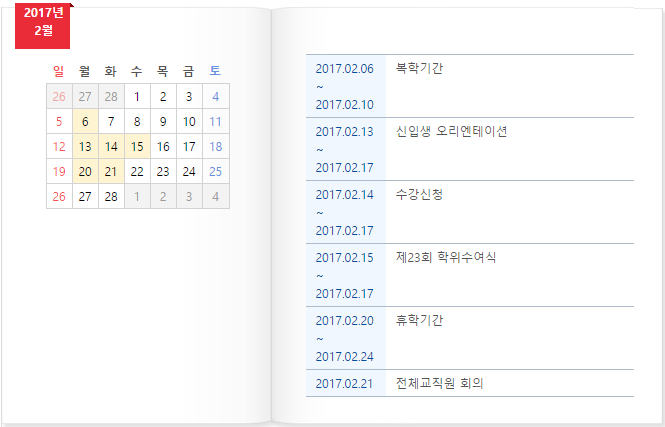 2017년
2월
일 월 화 수 목 금 토
26 27 28 1 2 3 4
5 6 7 8 9 10 11
12 13 14 15 16 17 18
19 20 21 22 23 24 25
26 27 28 1 2 3 4
2017.02.06 복학기간
~
2017.02.10
2017.02.13 신입생 오리엔테이션
~
2017.02.17
2017.02.14 수강신청
~
2017.02.17
2017.02.15 제23회 학위수여식
~
2017.02.17
2017.02.20 휴학기간
~
2017.02.24
2017.02.21 전체교직원 회의